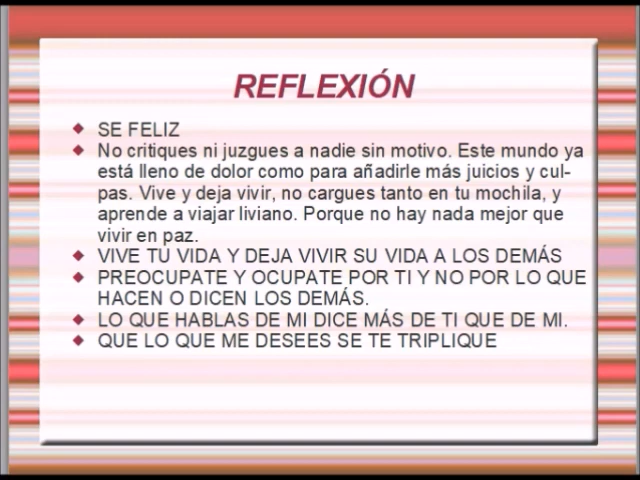 REFLEXIÓN
SE FELIZ
No critiques ni juzgues a nadie sin motivo. Este mundo ya
está lleno de dolor como para añadirle más juicios y cul-
pas. Vive y deja vivir, no cargues tanto en tu mochila, y
aprende a viajar liviano. Porque no hay nada mejor que
vivir en paz.
VIVE TU VIDA Y DEJA VIVIR SU VIDA A LOS DEMÁS
PREOCUPATE Y OCUPATE POR TI Y NO POR LO QUE
HACEN O DICEN LOS DEMÁS.
LO QUE HABLAS DE MI DICE MÁS DE TI QUE DE MI.
QUE LO QUE ME DESEES SE TE TRIPLIQUE